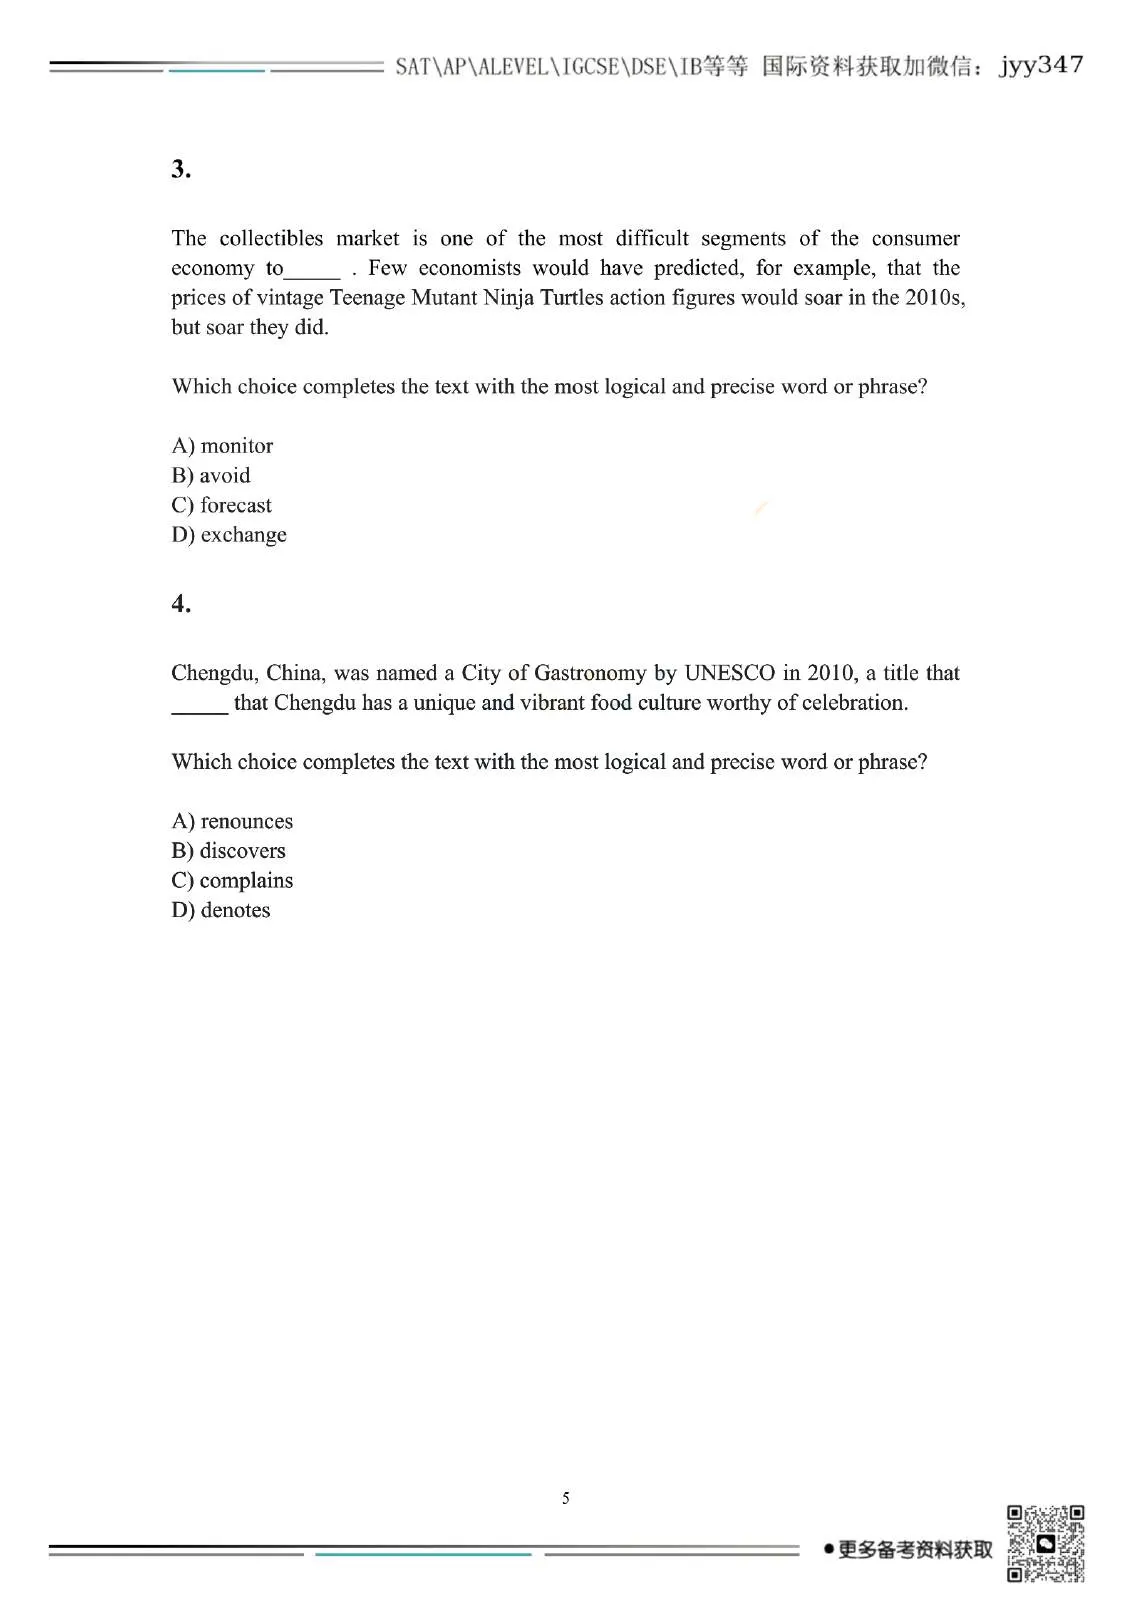 SAT\AP\ALEVEL\IGCSE\DSE\IB等等 国际资料获取加微信: jyy347
3.
The collectibles market is one of the most difficult segments of the consumer
economy to_____ . Few economists would have predicted, for example, that the
prices of vintage Teenage Mutant Ninja Turtles action figures would soar in the 2010s,
but soar they did.
Which choice completes the text with the most logical and precise word or phrase?
A) monitor
B) avoid
C) forecast
D) exchange
4.
Chengdu, China, was named a City of Gastronomy by UNESCO in 2010, a title that
_____ that Chengdu has a unique and vibrant food culture worthy of celebration.
Which choice completes the text with the most logical and precise word or phrase?
A) renounces
B) discovers
C) complains
D) denotes
5
●更多备考资料获取